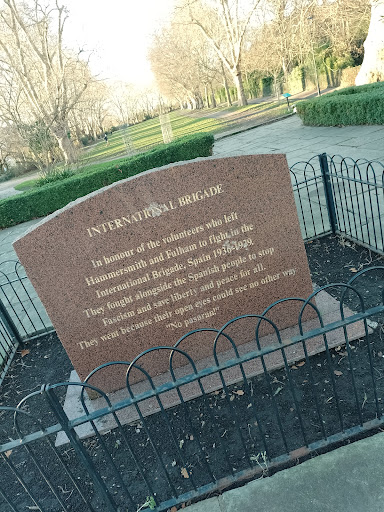 INTERNATIONAL BRIGADE
In honour of the volunteers who left
Hammersmith and Fulham to fight in the
International Brigade, Spain 1936-1939.
They fought alongside the Spanish people to stop
Fascism and save liberty and peace for all.
They went because their open eyes could see no other way
"No pasaran"